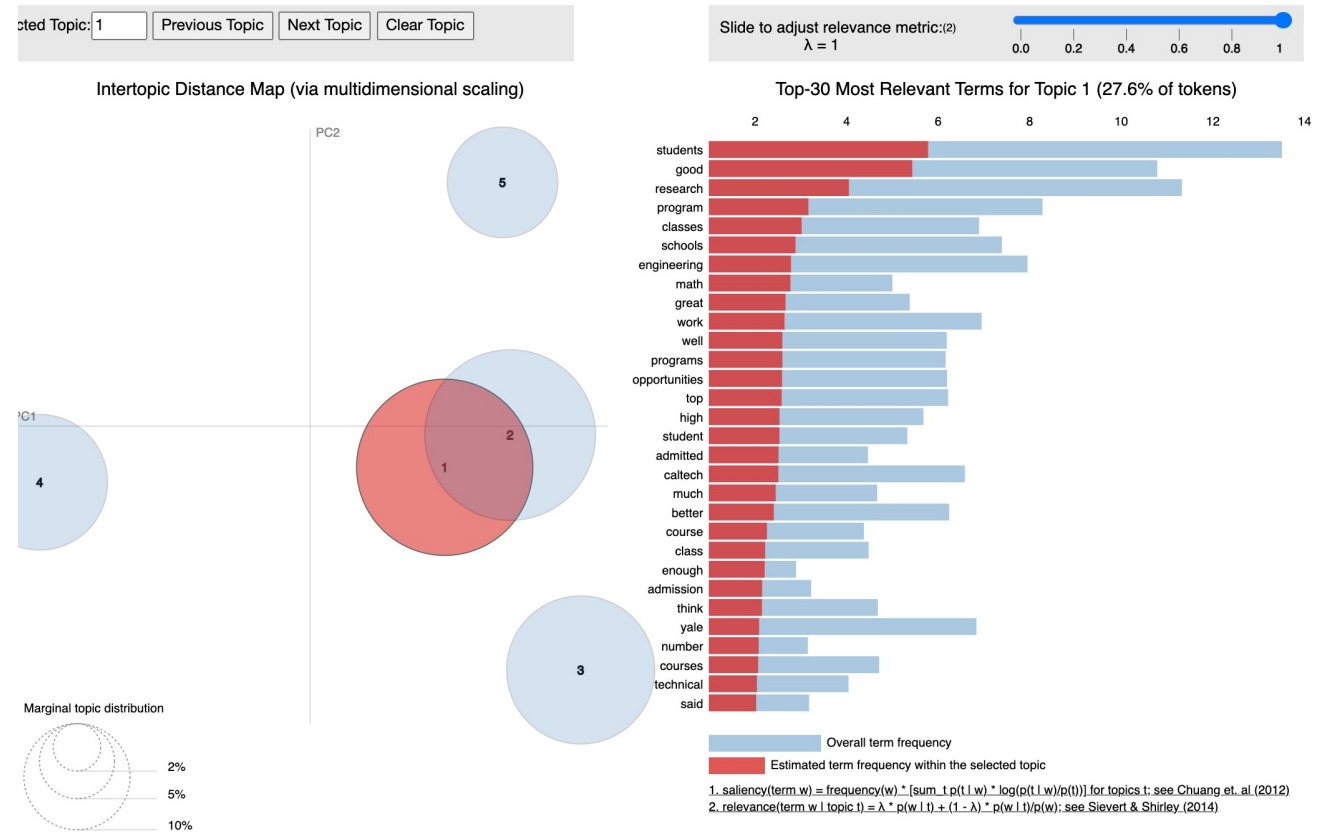 cted Topic: 1 Previous Topic Next Topic Clear Topic
Slide to adjust relevance metric:(2)
λ = 1
0.0 0.2 0.4 0.6 0.8 1
Intertopic Distance Map (via multidimensional scaling)
PC2
PC1
5
2
1
4
3
Marginal topic distribution
2%
5%
10%
Top-30 Most Relevant Terms for Topic 1 (27.6% of tokens)
2 4 6 8 10 12 14
students
good
research
program
classes
schools
engineering
math
great
work
well
programs
opportunities
top
high
student
admitted
caltech
much
better
course
class
enough
admission
think
yale
number
courses
technical
said
Overall term frequency
Estimated term frequency within the selected topic
1. saliency(term w) = frequency(w) * [sum_t p(t | w) * log(p(t | w)/p(t))] for topics t; see Chuang et. al (2012)
2. relevance(term w | topic t) = λ * p(w | t) + (1 - λ) * p(w | t)/p(w); see Sievert & Shirley (2014)